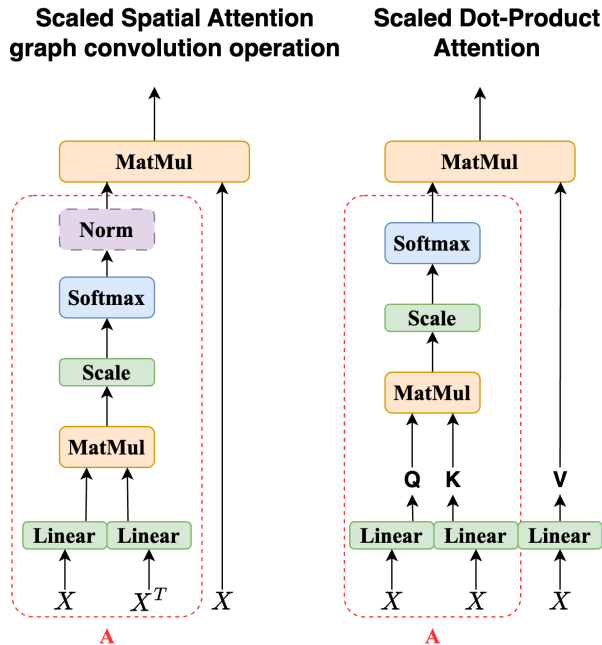 Scaled Spatial Attention
graph convolution operation
MatMul
Norm
Softmax
Scale
MatMul
Linear Linear
X X^T X
A
Scaled Dot-Product
Attention
MatMul
Softmax
Scale
MatMul
Q K V
Linear Linear Linear
X X X
A